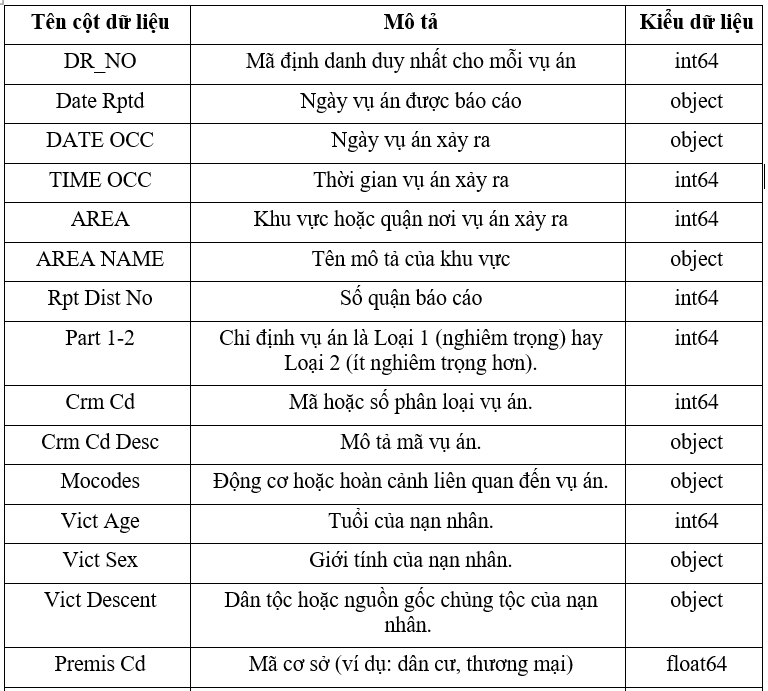 Tên cột dữ liệu Mô tả Kiểu dữ liệu
DR_NO Mã định danh duy nhất cho mỗi vụ án int64
Date Rptd Ngày vụ án được báo cáo object
DATE OCC Ngày vụ án xảy ra object
TIME OCC Thời gian vụ án xảy ra int64
AREA Khu vực hoặc quận nơi vụ án xảy ra int64
AREA NAME Tên mô tả của khu vực object
Rpt Dist No Số quận báo cáo int64
Part 1-2 Chỉ định vụ án là Loại 1 (nghiêm trọng) hay int64
Loại 2 (ít nghiêm trọng hơn).
Crm Cd Mã hoặc số phân loại vụ án. int64
Crm Cd Desc Mô tả mã vụ án. object
Mocodes Động cơ hoặc hoàn cảnh liên quan đến vụ án. object
Vict Age Tuổi của nạn nhân. int64
Vict Sex Giới tính của nạn nhân. object
Vict Descent Dân tộc hoặc nguồn gốc chủng tộc của nạn object
nhân.
Premis Cd Mã cơ sở (ví dụ: dân cư, thương mại) float64